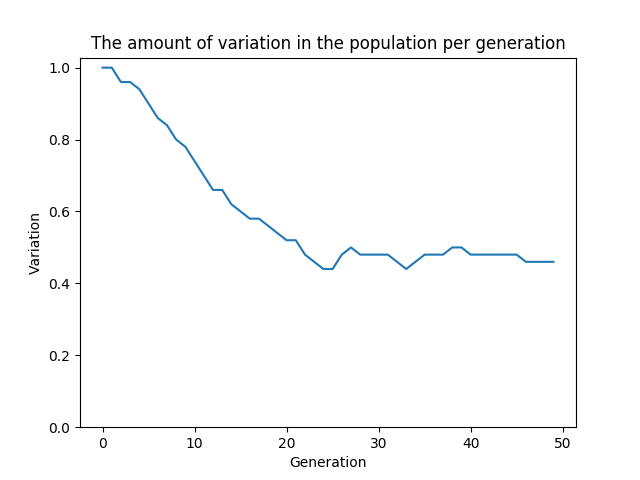 The amount of variation in the population per generation
1.0
0.8
0.6
0.4
0.2
0.0
Variation
0 10 20 30 40 50
Generation